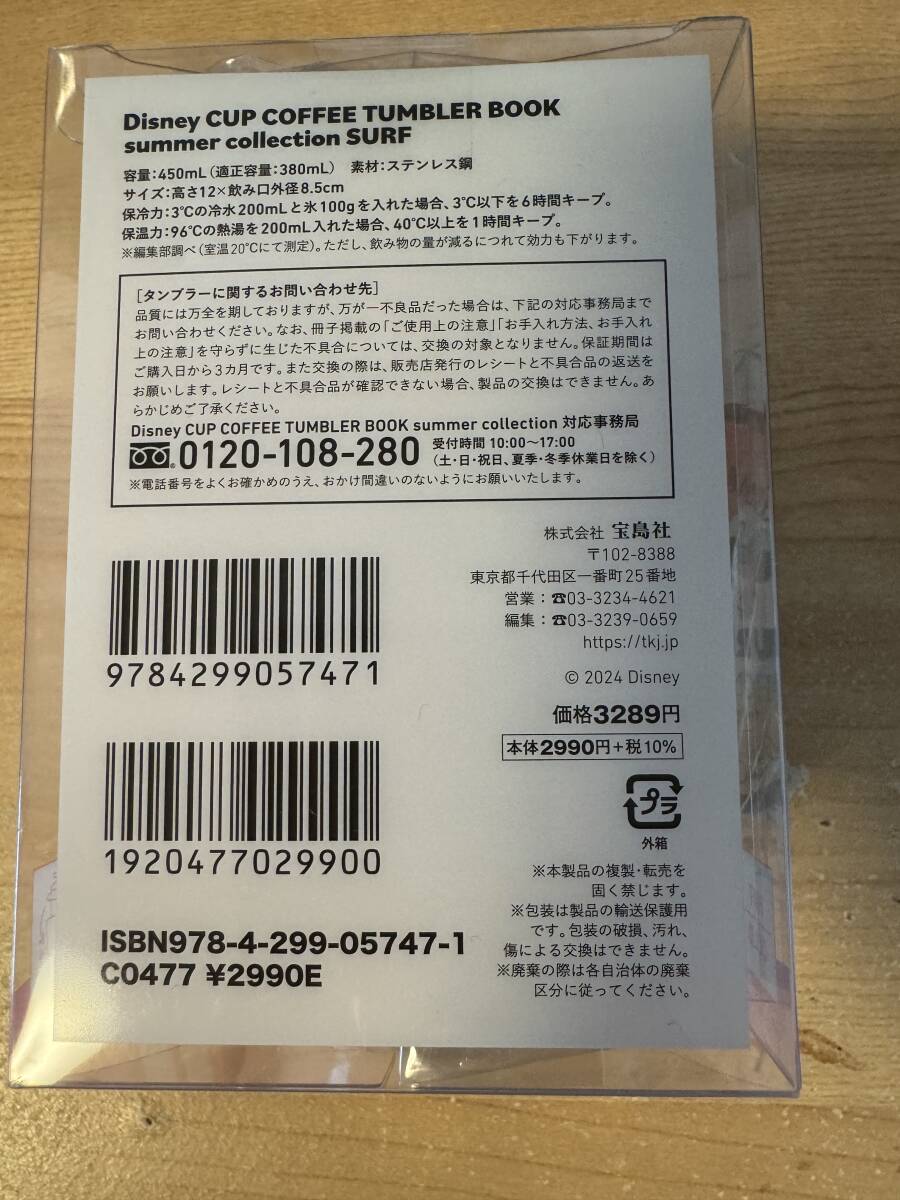 Disney CUP COFFEE TUMBLER BOOK
summer collection SURF
容量:450mL(適正容量:380mL) 素材:ステンレス鋼
サイズ:高さ12×飲み口外径8.5cm
保冷力:3℃の冷水200mLと氷100gを入れた場合、3℃以下を6時間キープ。
保温力:96℃の熱湯を200mL入れた場合、40℃以上を1時間キープ。
※編集部調べ(室温20℃にて測定)。ただし、飲み物の量が減るにつれて効力も下がります。
[タンブラーに関するお問い合わせ先]
品質には万全を期しておりますが、万が一不良品だった場合は、下記の対応事務局まで
お問い合わせください。なお、冊子掲載の「ご使用上の注意」「お手入れ方法、お手入れ
上の注意」を守らずに生じた不具合については、交換の対象となりません。保証期間は
ご購入日から3カ月です。また交換の際は、販売店発行のレシートと不具合品の返送を
お願いします。レシートと不具合品が確認できない場合、製品の交換はできません。あ
らかじめご了承ください。
Disney CUP COFFEE TUMBLER BOOK summer collection 対応事務局
0120-108-280 受付時間 10:00〜17:00
(土・日・祝日、夏季・冬季休業日を除く)
※電話番号をよくお確かめのうえ、おかけ間違いのないようにお願いいたします。
株式会社 宝島社
〒102-8388
東京都千代田区一番町25番地
営業:☎03-3234-4621
編集:☎03-3239-0659
https://tkj.jp
© 2024 Disney
価格3289円
本体2990円+税10%
プラ
外箱
※本製品の複製・転売を
固く禁じます。
※包装は製品の輸送保護用
です。包装の破損、汚れ、
傷による交換はできません。
※廃棄の際は各自治体の廃棄
区分に従ってください。
9784299057471
1920477029900
ISBN978-4-299-05747-1
C0477 ¥2990E